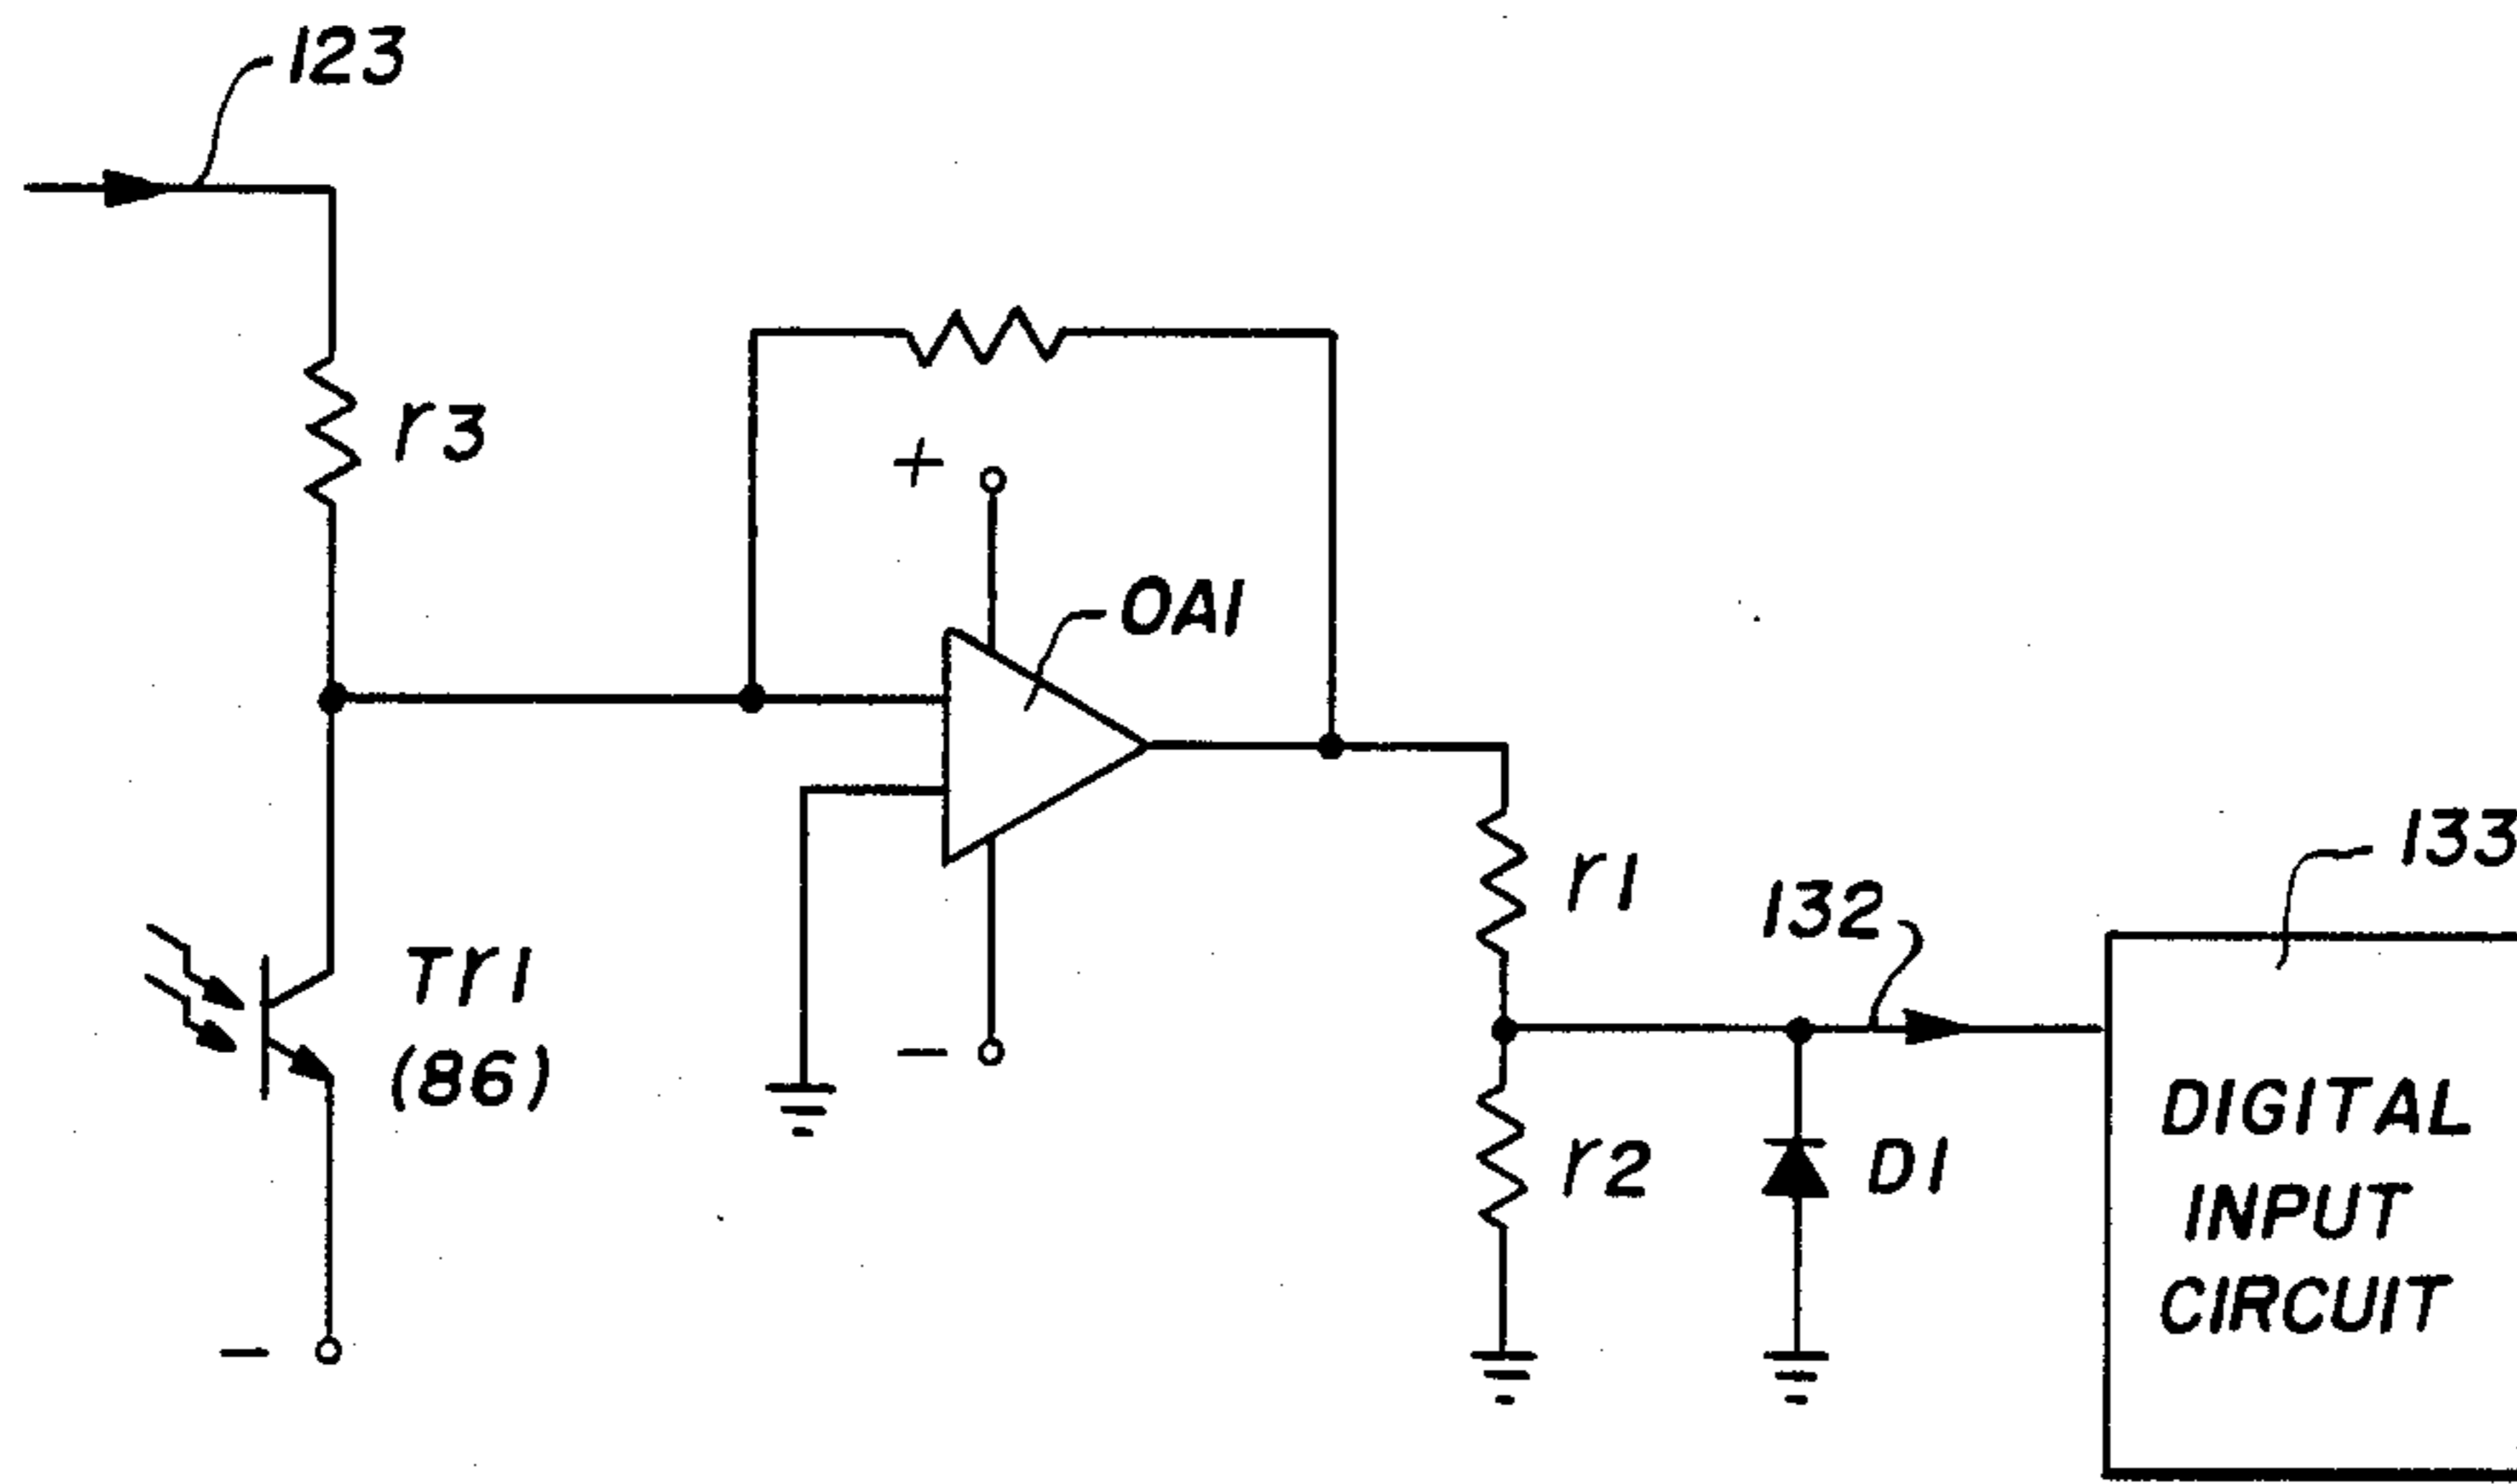 123
r3
+
OA1
-
Tr1
(86)
-
r1
r2
132
D1
133
DIGITAL
INPUT
CIRCUIT